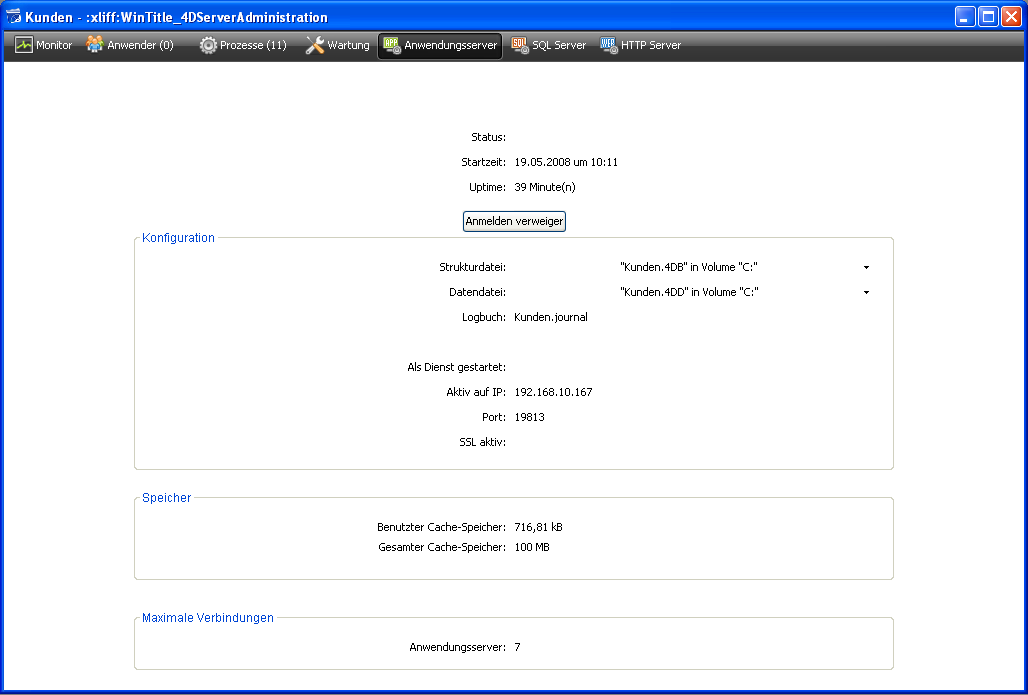 Kunden - :xliff:WinTitle_4DServerAdministration
Monitor Anwender (0) Prozesse (11) Wartung APP Anwendungsserver SQL SQL Server WEB HTTP Server
Status:
Startzeit: 19.05.2008 um 10:11
Uptime: 39 Minute(n)
Anmelden verweiger
Konfiguration
Strukturdatei: "Kunden.4DB" in Volume "C:"
Datendatei: "Kunden.4DD" in Volume "C:"
Logbuch: Kunden.journal
Als Dienst gestartet:
Aktiv auf IP: 192.168.10.167
Port: 19813
SSL aktiv:
Speicher
Benutzter Cache-Speicher: 716,81 kB
Gesamter Cache-Speicher: 100 MB
Maximale Verbindungen
Anwendungsserver: 7